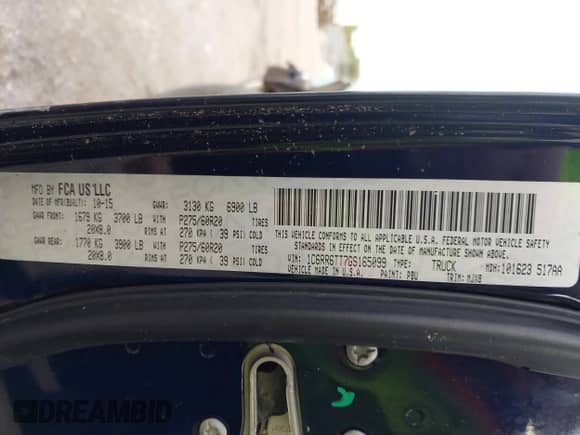 MFD BY FCA US LLC
DATE OF MFR(BUILT): 10-15 GVWR: 3130 KG 6900 LB
GAWR FRONT: 1679 KG 3700 LB WITH P275/60R20 TIRES
20X8.0 RIMS AT 270 KPA ( 39 PSI) COLD
GAWR REAR: 1770 KG 3900 LB WITH P275/60R20 TIRES
20X8.0 RIMS AT 270 KPA ( 39 PSI) COLD
THIS VEHICLE CONFORMS TO ALL APPLICABLE U.S.A. FEDERAL MOTOR VEHICLE SAFETY
STANDARDS IN EFFECT ON THE DATE OF MANUFACTURE SHOWN ABOVE.
VIN: 1C6RR6TT7GS165099 TYPE: TRUCK MDH: 101623 517AA
VEHICLE MADE IN U.S.A. PAINT: PBU TRIM: MJX8
DREAMBID